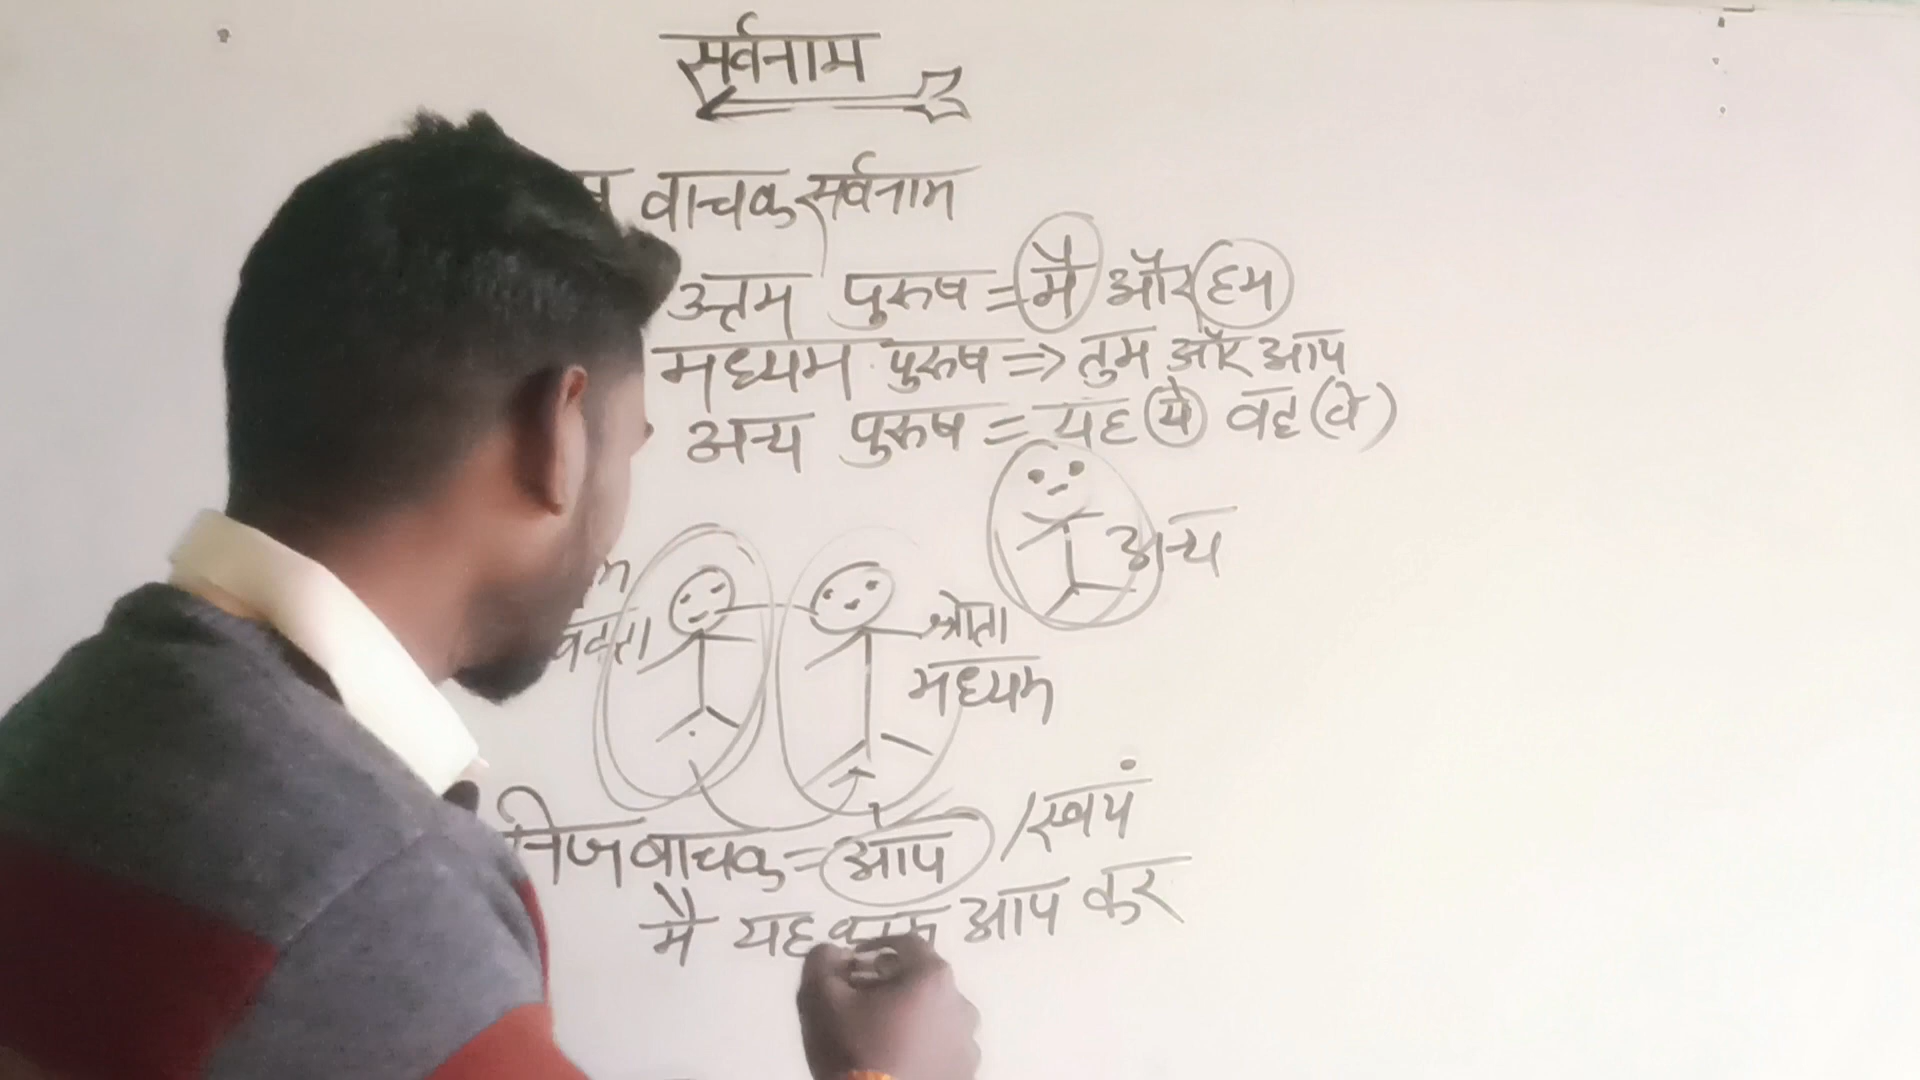 सर्वनाम
वाचक सर्वनाम
उत्तम पुरुष = मै और हम
मध्यम पुरुष => तुम और आप
अन्य पुरुष = यह (ये) वह (वे)
अन्य
वक्ता
श्रोता
मध्यम
निजवाचक = आप / स्वयं
मै यह काम आप कर